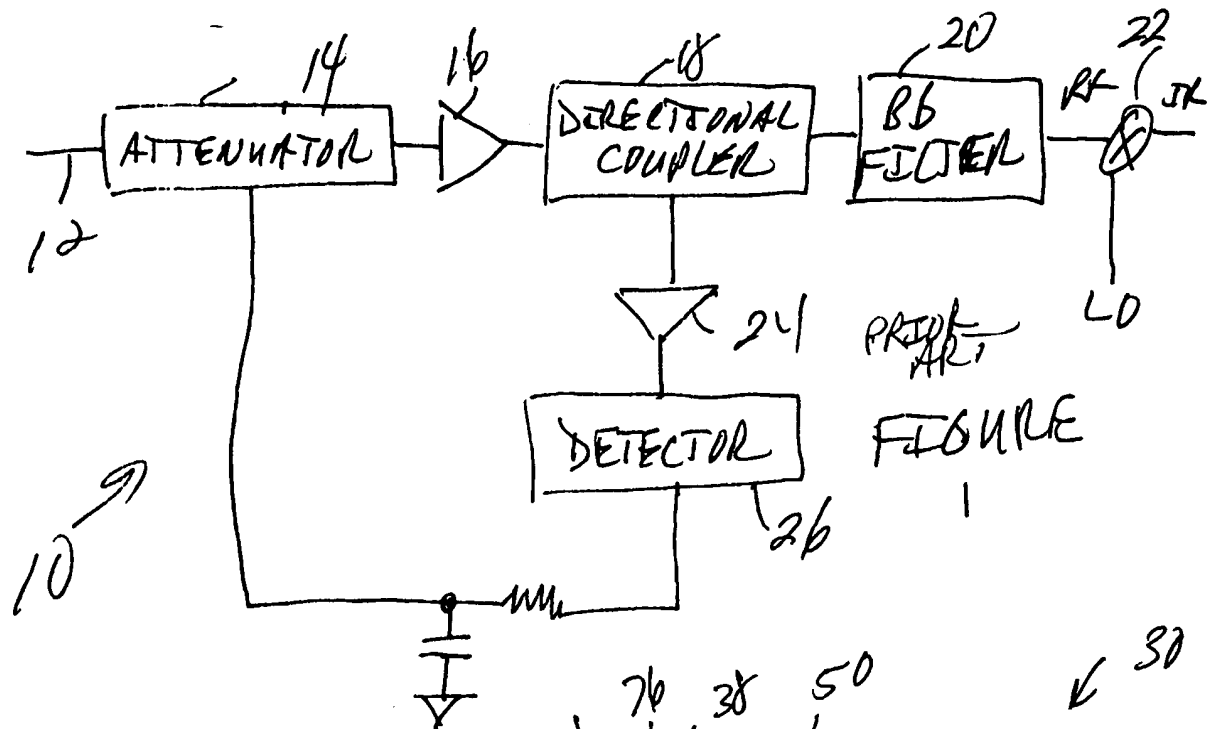 14
16
18
20
22
ATTENUATOR
DIRECTIONAL
COUPLER
BB
FILTER
RF
IF
12
24
LO
PRIOR
ART
DETECTOR
FIGURE
1
26
10
76
38
50
30